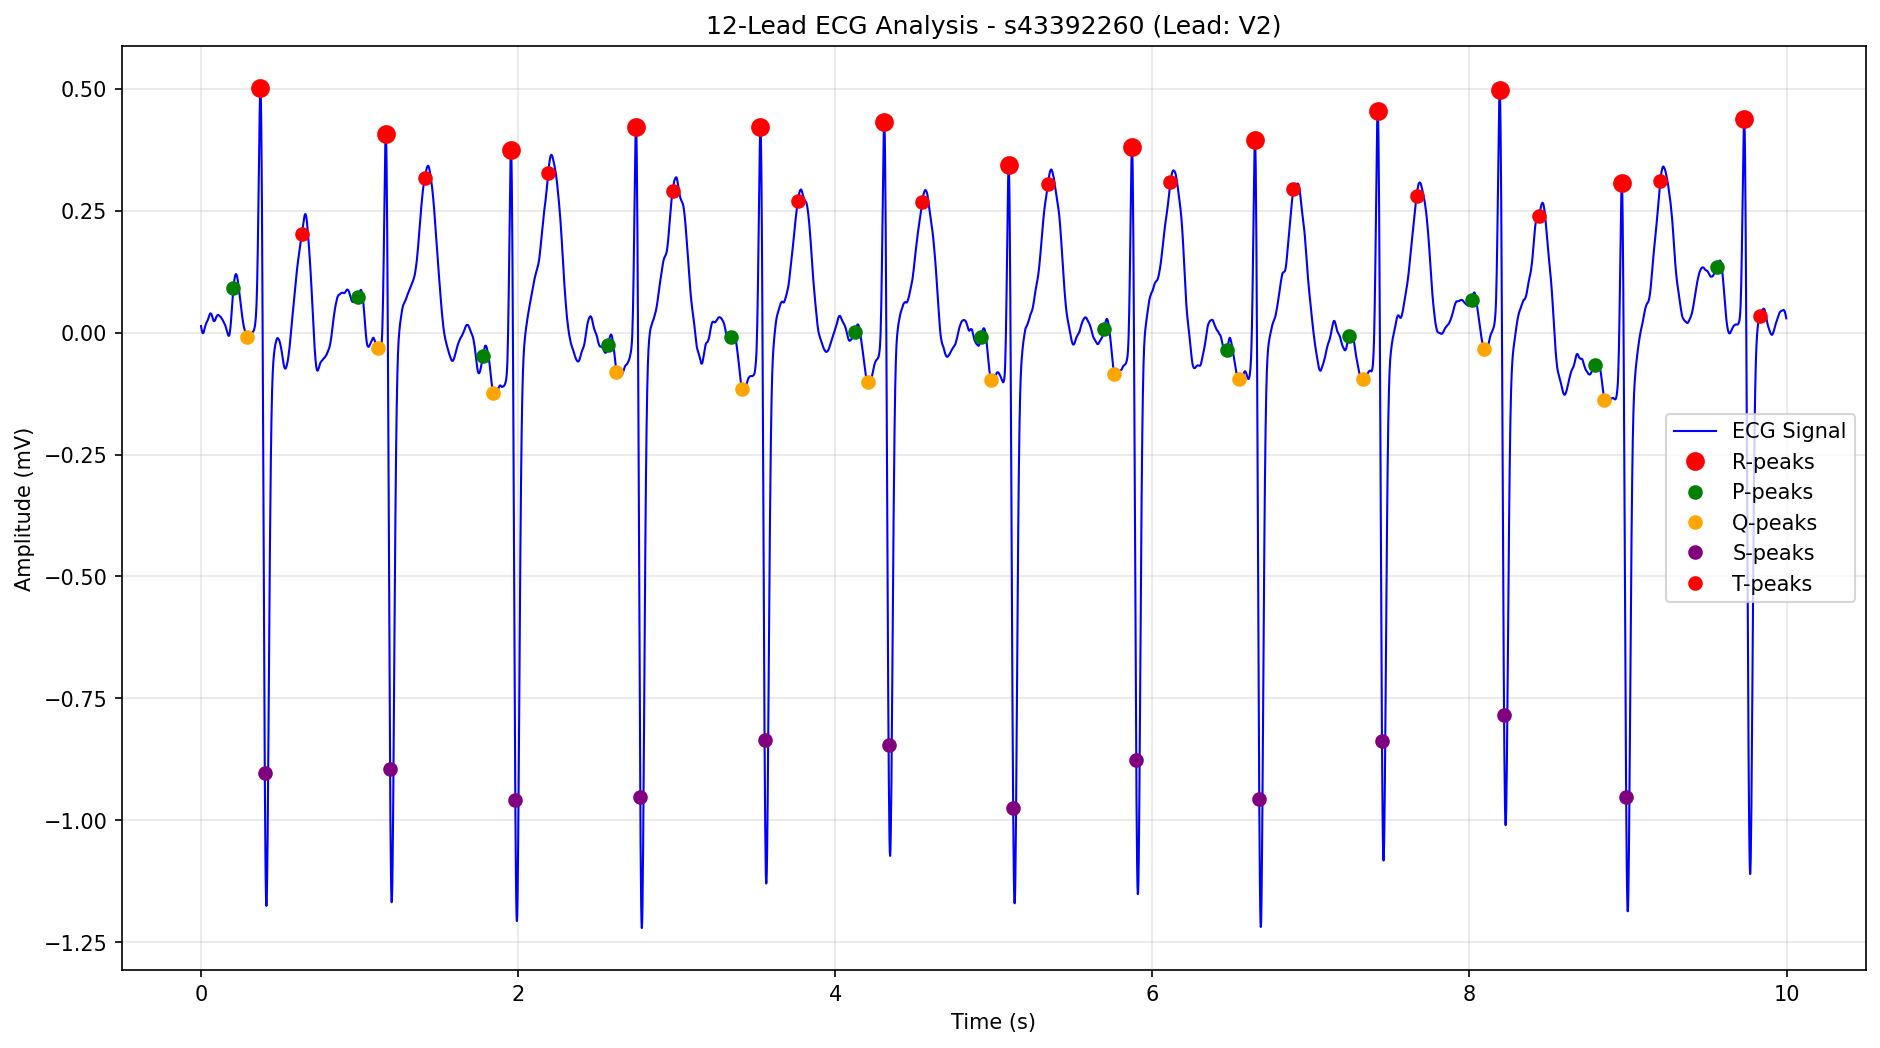 12-Lead ECG Analysis - s43392260 (Lead: V2)
Amplitude (mV)
0.50
0.25
0.00
−0.25
−0.50
−0.75
−1.00
−1.25
ECG Signal
R-peaks
P-peaks
Q-peaks
S-peaks
T-peaks
0 2 4 6 8 10
Time (s)